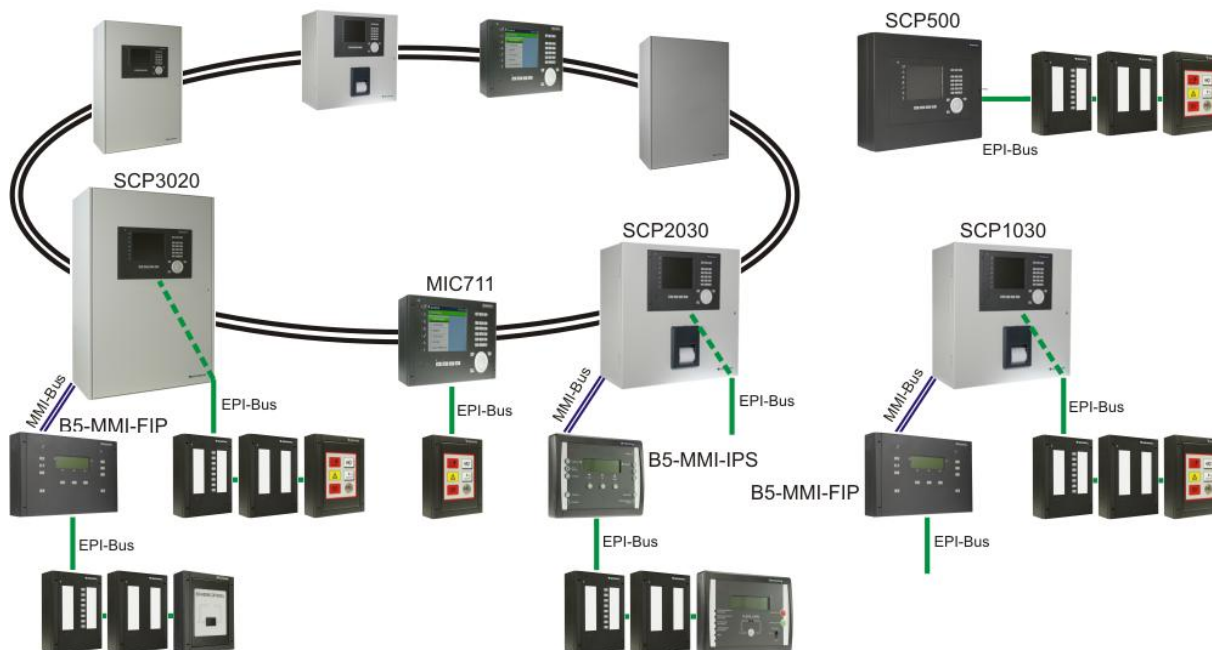 SCP500
EPI-Bus
SCP3020
SCP2030
SCP1030
MIC711
MMI-Bus
EPI-Bus
EPI-Bus
MMI-Bus
EPI-Bus
MMI-Bus
EPI-Bus
B5-MMI-FIP
B5-MMI-IPS
B5-MMI-FIP
EPI-Bus
EPI-Bus
EPI-Bus